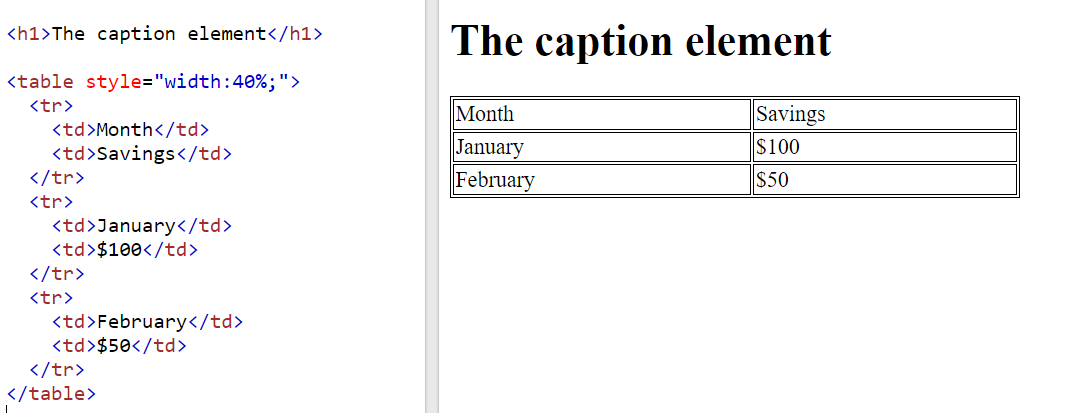 <h1>The caption element</h1>
<table style="width:40%;">
<tr>
<td>Month</td>
<td>Savings</td>
</tr>
<tr>
<td>January</td>
<td>$100</td>
</tr>
<tr>
<td>February</td>
<td>$50</td>
</tr>
</table>
The caption element
Month Savings
January $100
February $50